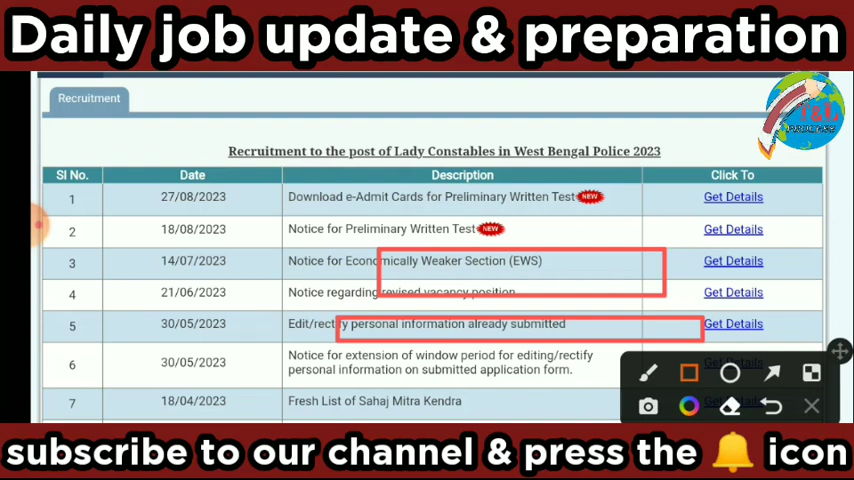 Daily job update & preparation
Recruitment
Recruitment to the post of Lady Constables in West Bengal Police 2023
Sl No. Date Description Click To
1 27/08/2023 Download e-Admit Cards for Preliminary Written Test NEW Get Details
2 18/08/2023 Notice for Preliminary Written Test NEW Get Details
3 14/07/2023 Notice for Economically Weaker Section (EWS) Get Details
4 21/06/2023 Notice regarding revised vacancy position Get Details
5 30/05/2023 Edit/rectify personal information already submitted Get Details
6 30/05/2023 Notice for extension of window period for editing/rectify Get Details
personal information on submitted application form.
7 18/04/2023 Fresh List of Sahaj Mitra Kendra
subscribe to our channel & press the 🔔 icon